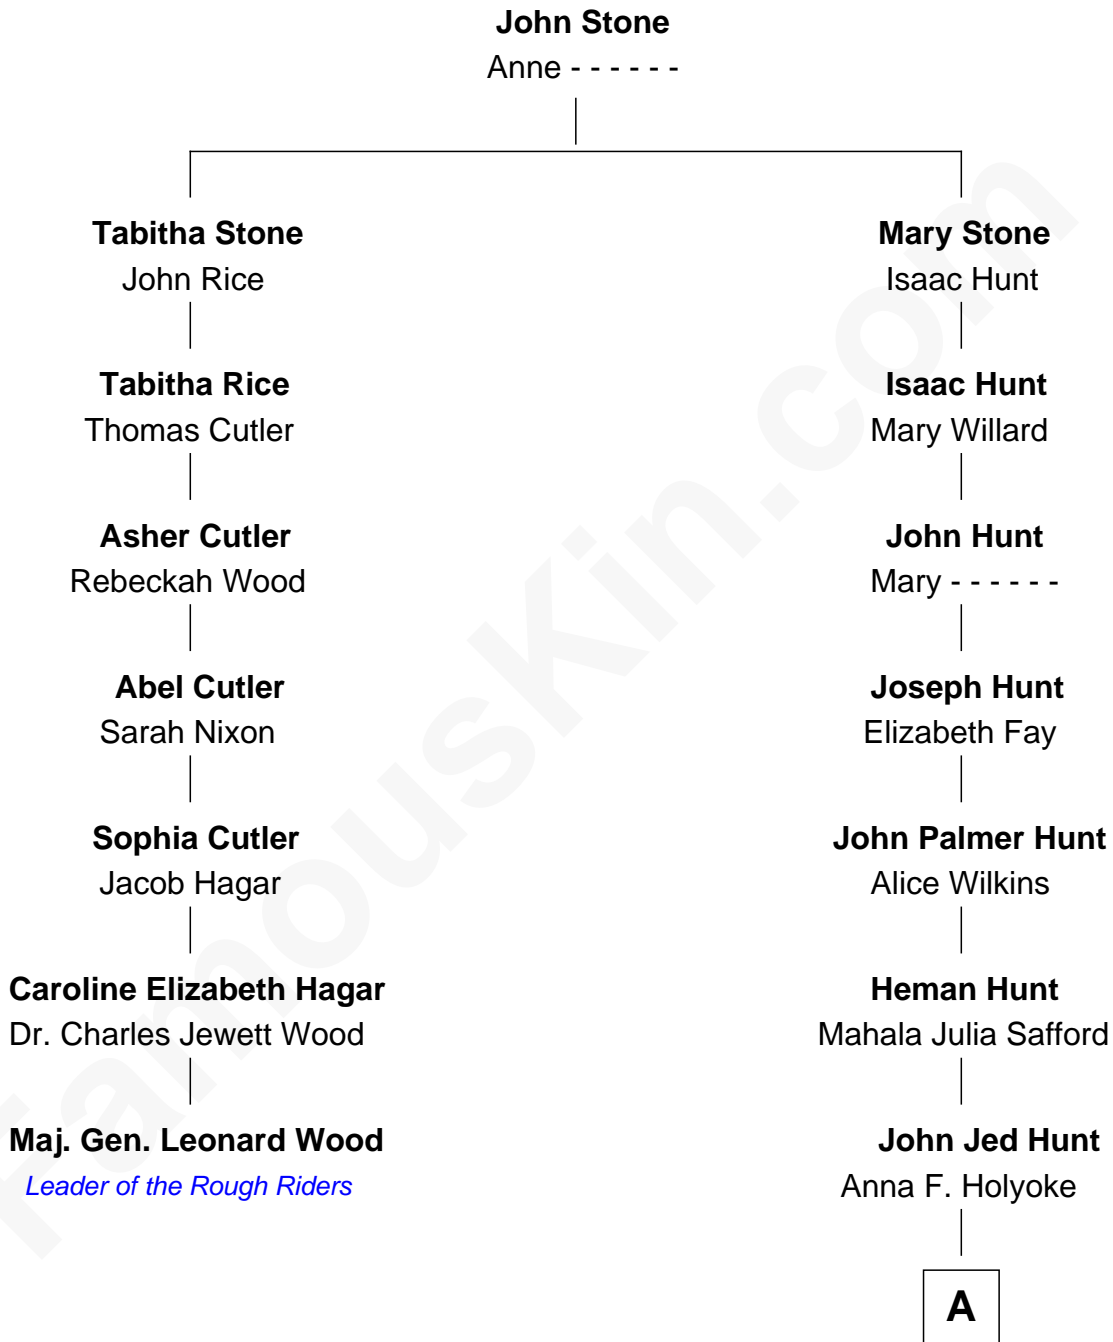 John Stone
Anne - - - - - -
Tabitha Stone
John Rice
Mary Stone
Isaac Hunt
Tabitha Rice
Thomas Cutler
Isaac Hunt
Mary Willard
Asher Cutler
Rebeckah Wood
John Hunt
Mary - - - - - -
Abel Cutler
Sarah Nixon
Joseph Hunt
Elizabeth Fay
Sophia Cutler
Jacob Hagar
John Palmer Hunt
Alice Wilkins
Caroline Elizabeth Hagar
Dr. Charles Jewett Wood
Heman Hunt
Mahala Julia Safford
Maj. Gen. Leonard Wood
Leader of the Rough Riders
John Jed Hunt
Anna F. Holyoke
A
FamousKin.com